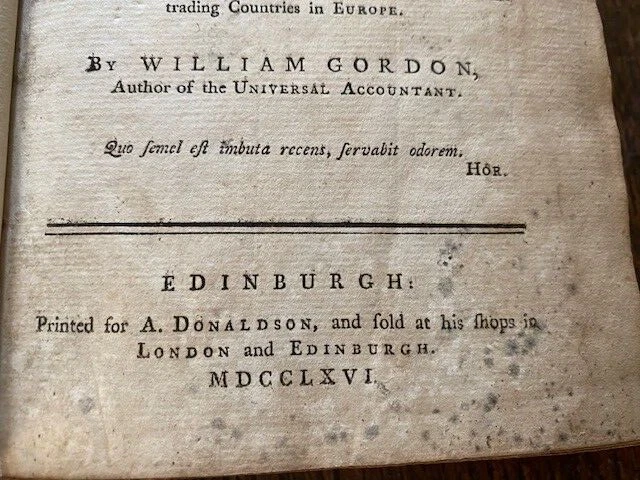 trading Countries in EUROPE.
By WILLIAM GORDON,
Author of the UNIVERSAL ACCOUNTANT.
Quo ſemel eſt imbuta recens, ſervabit odorem.
HOR.
EDINBURGH:
Printed for A. DONALDSON, and ſold at his ſhops in
LONDON and EDINBURGH.
MDCCLXVI.